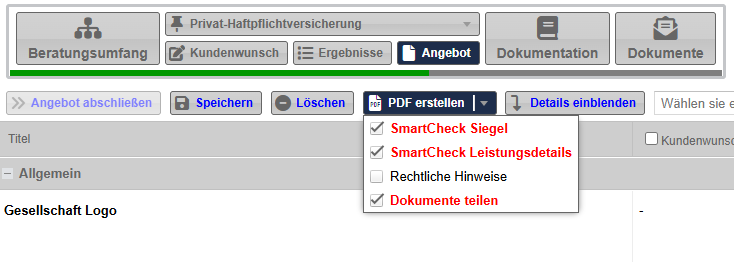 Privat-Haftpflichtversicherung
Beratungsumfang
Kundenwunsch
Ergebnisse
Angebot
Dokumentation
Dokumente
Angebot abschließen
Speichern
Löschen
PDF
PDF erstellen
Details einblenden
Wählen sie e
SmartCheck Siegel
SmartCheck Leistungsdetails
Rechtliche Hinweise
Dokumente teilen
Titel
Kundenwunsc
Allgemein
Gesellschaft Logo
-